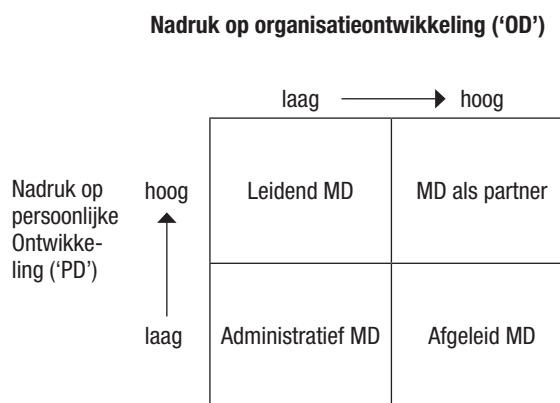 Nadruk op organisatieontwikkeling (‘OD’)
laag hoog
Nadruk op
persoonlijke
Ontwikke-
ling (‘PD’)
hoog
Leidend MD
MD als partner
laag
Administratief MD
Afgeleid MD